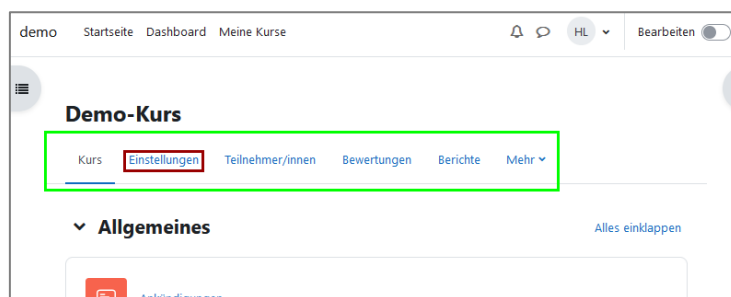 demo Startseite Dashboard Meine Kurse HL Bearbeiten
Demo-Kurs
Kurs Einstellungen Teilnehmer/innen Bewertungen Berichte Mehr
Allgemeines Alles einklappen
Ankündigungen